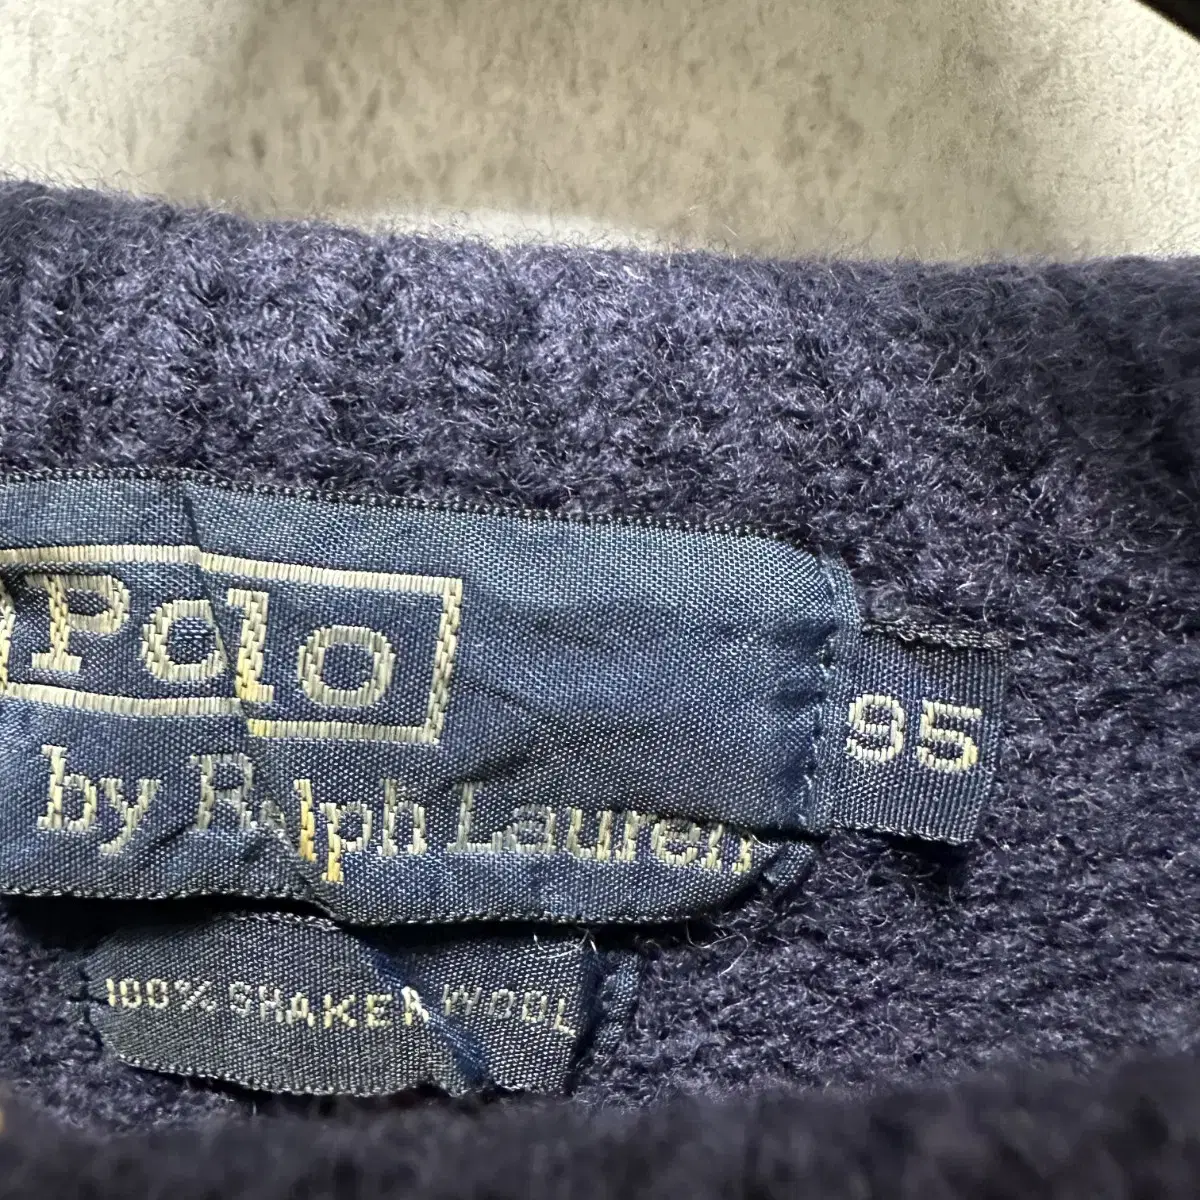 Polo
by Ralph Lauren
95
100% SHAKER WOOL